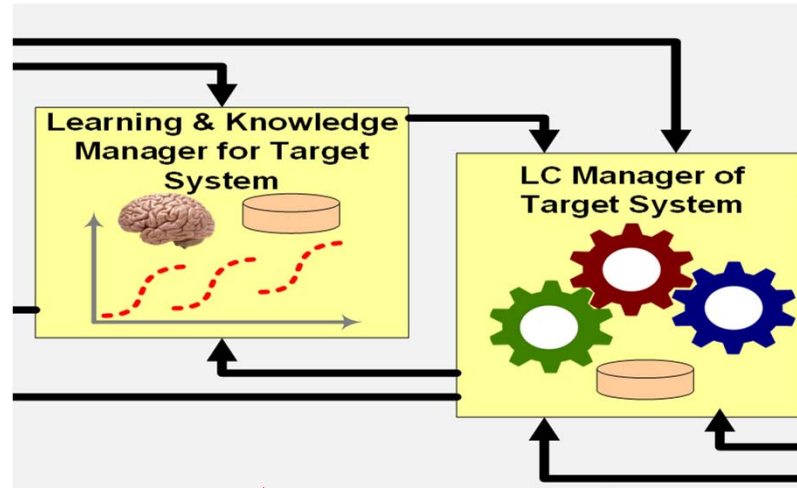 Learning & Knowledge
Manager for Target
System
LC Manager of
Target System